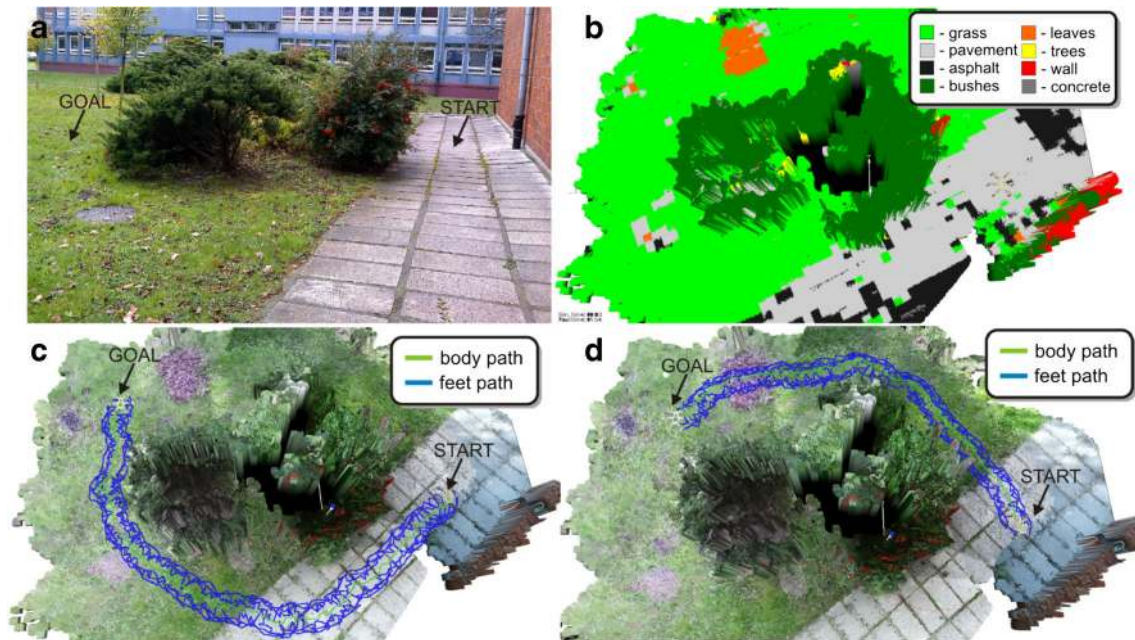 a
GOAL
START
b
- grass
- pavement
- asphalt
- bushes
- leaves
- trees
- wall
- concrete
c
GOAL
START
body path
feet path
d
GOAL
START
body path
feet path